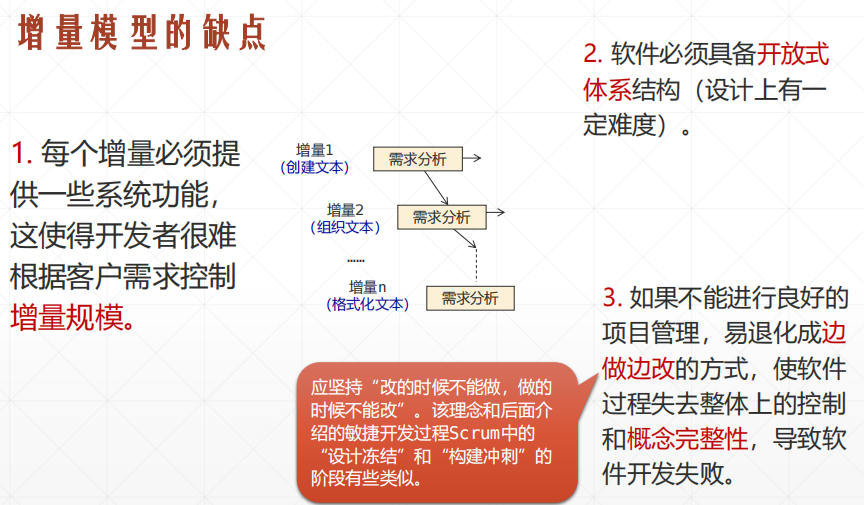 增量模型的缺点
1. 每个增量必须提
供一些系统功能，
这使得开发者很难
根据客户需求控制
增量规模。
增量1
(创建文本)
需求分析
增量2
(组织文本)
需求分析
……
增量n
(格式化文本)
需求分析
2. 软件必须具备开放式
体系结构（设计上有一
定难度）。
3. 如果不能进行良好的
项目管理，易退化成边
做边改的方式，使软件
过程失去整体上的控制
和概念完整性，导致软
件开发失败。
应坚持“改的时候不能做，做的
时候不能改”。该理念和后面介
绍的敏捷开发过程Scrum中的
“设计冻结”和“构建冲刺”的
阶段有些类似。